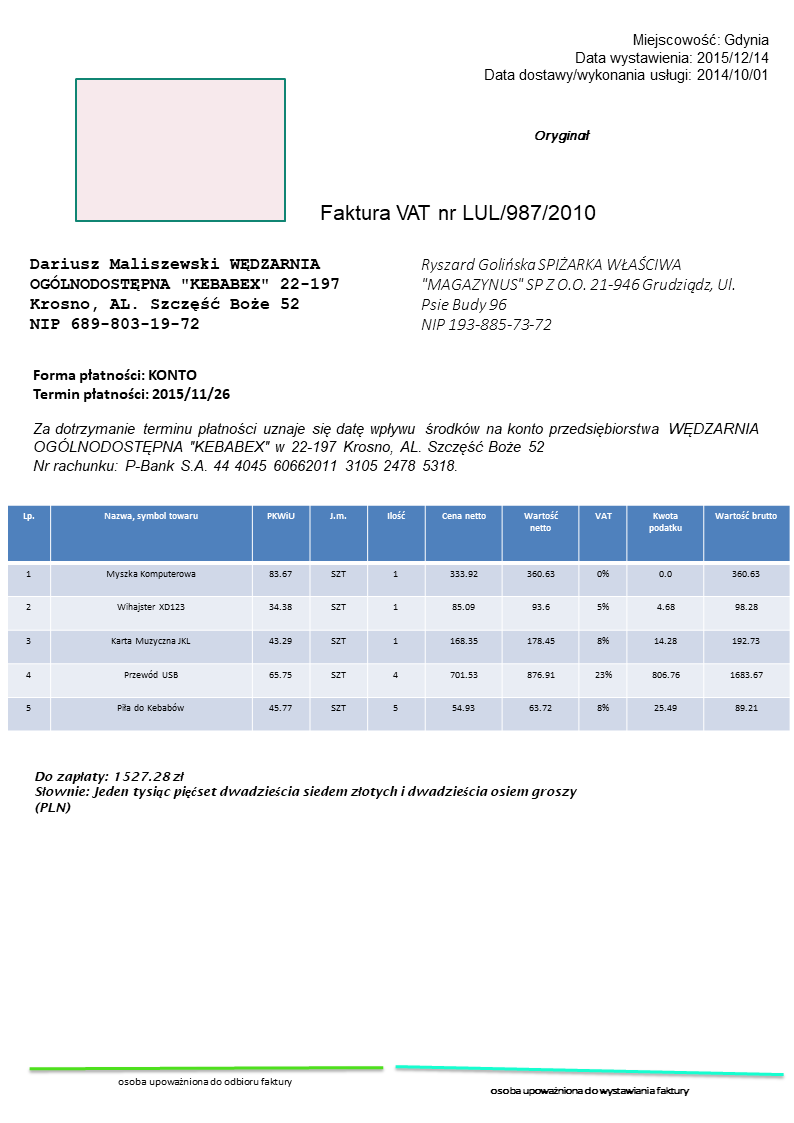 Miejscowość: Gdynia
Data wystawienia: 2015/12/14
Data dostawy/wykonania usługi: 2014/10/01
Oryginał
Faktura VAT nr LUL/987/2010
Dariusz Maliszewski WĘDZARNIA
OGÓLNODOSTĘPNA "KEBABEX" 22-197
Krosno, AL. Szczęść Boże 52
NIP 689-803-19-72
Ryszard Golińska SPIŻARKA WŁAŚCIWA
"MAGAZYNUS" SP Z O.O. 21-946 Grudziądz, Ul.
Psie Budy 96
NIP 193-885-73-72
Forma płatności: KONTO
Termin płatności: 2015/11/26
Za dotrzymanie terminu płatności uznaje się datę wpływu środków na konto przedsiębiorstwa WĘDZARNIA
OGÓLNODOSTĘPNA "KEBABEX" w 22-197 Krosno, AL. Szczęść Boże 52
Nr rachunku: P-Bank S.A. 44 4045 60662011 3105 2478 5318.
Lp. Nazwa, symbol towaru PKWiU J.m. Ilość Cena netto Wartość netto VAT Kwota podatku Wartość brutto
1 Myszka Komputerowa 83.67 SZT 1 333.92 360.63 0% 0.0 360.63
2 Wihajster XD123 34.38 SZT 1 85.09 93.6 5% 4.68 98.28
3 Karta Muzyczna JKL 43.29 SZT 1 168.35 178.45 8% 14.28 192.73
4 Przewód USB 65.75 SZT 4 701.53 876.91 23% 806.76 1683.67
5 Piła do Kebabów 45.77 SZT 5 54.93 63.72 8% 25.49 89.21
Do zapłaty: 1527.28 zł
Słownie: Jeden tysiąc pięćset dwadzieścia siedem złotych i dwadzieścia osiem groszy
(PLN)
osoba upoważniona do odbioru faktury
osoba upoważniona do wystawiania faktury